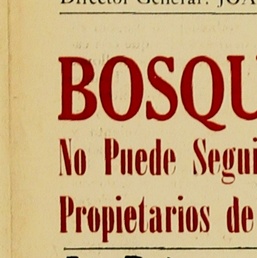 Director General: JOA
BOSQU
No Puede Segui
Propietarios de